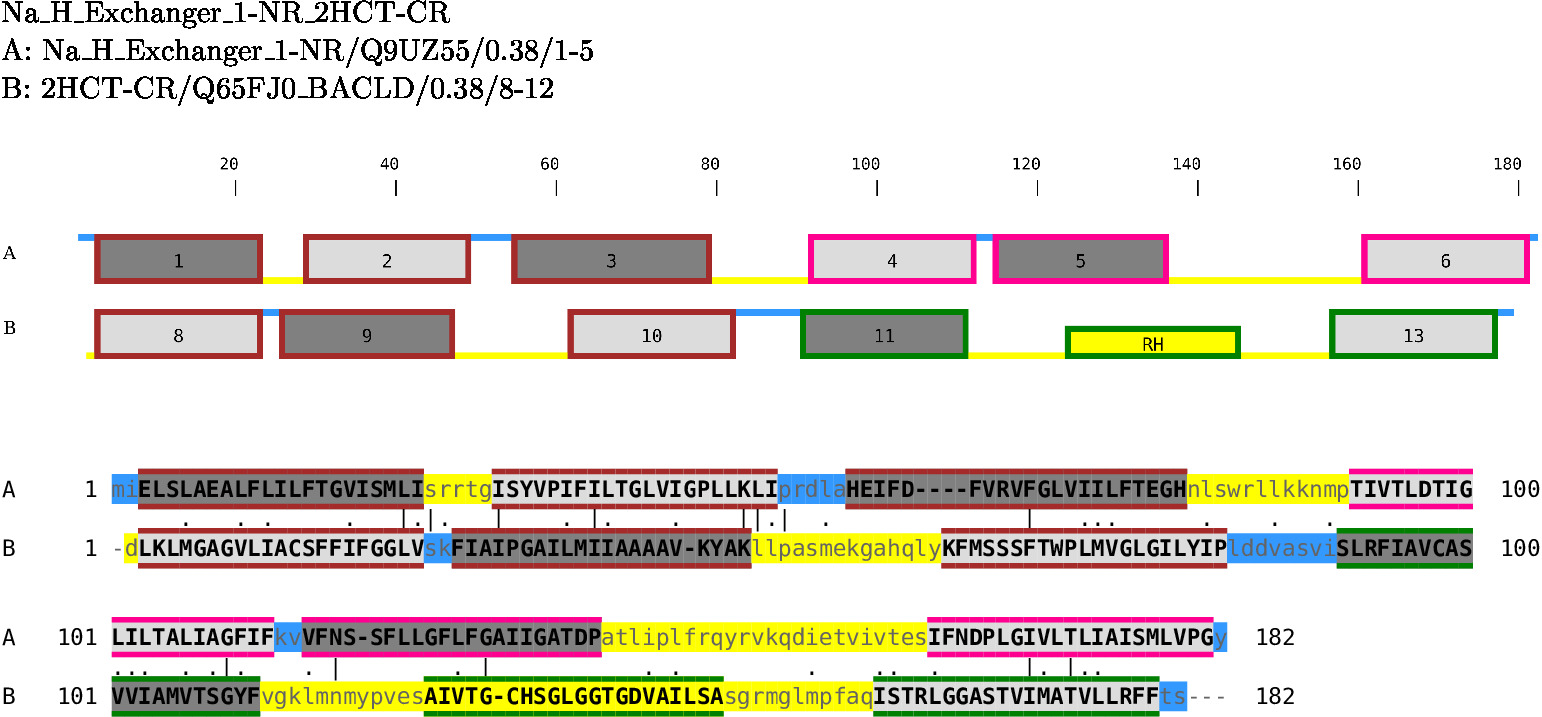 Na_H_Exchanger_1-NR_2HCT-CR
A: Na_H_Exchanger_1-NR/Q9UZ55/0.38/1-5
B: 2HCT-CR/Q65FJ0_BACLD/0.38/8-12
20 40 60 80 100 120 140 160 180
A 1 2 3 4 5 6
B 8 9 10 11 RH 13
A 1 miELSLAEALFLILFTGVISMLISrrtgISYVPIFILTGLVIGPLLKLIprdlaHEIFD----FVRVFGLVIILFTEGHnlswrllkknmpTIVTLDTIG 100
B 1 -dLKLMGAGVLIACSFFIFGGLVskFIAIPGAILMIIAAAAV-KYAKllpasmekgahqlyKFMSSSFTWPLMVGLGILYIPlddvasviSLRFIAVCAS 100
A 101 LILTALIAGFIFkvVFNS-SFLLGFLFGAIIGATDPatliplfrqyrvkqdietvivtesIFNDPLGIVLTLIAISMLVPGy 182
B 101 VVIAMVTSGYFvgklmnmypvesAIVTG-CHSGLGGTGDVAILSAsgrmglmpfaqISTRLGGASTVIMATVLLRFFts--- 182